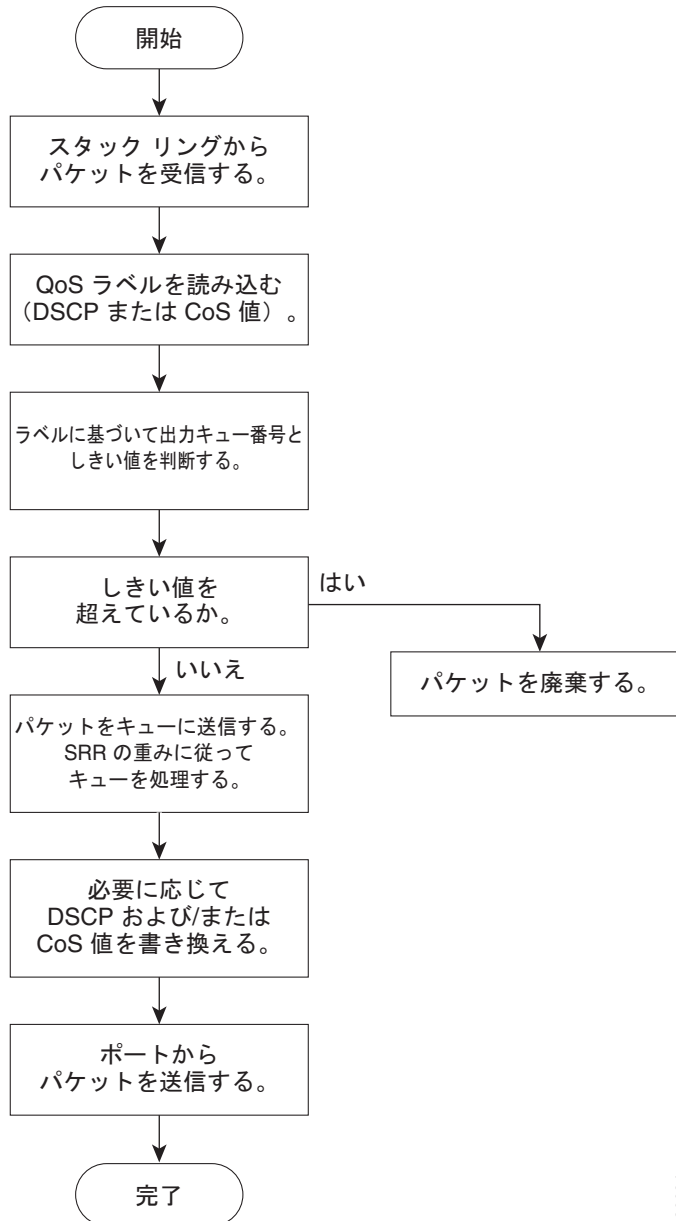 開始
スタック リングから
パケットを受信する。
QoS ラベルを読み込む
（DSCP または CoS 値）。
ラベルに基づいて出力キュー番号と
しきい値を判断する。
しきい値を
超えているか。
はい
いいえ
パケットを廃棄する。
パケットをキューに送信する。
SRR の重みに従って
キューを処理する。
必要に応じて
DSCP および/または
CoS 値を書き換える。
ポートから
パケットを送信する。
完了